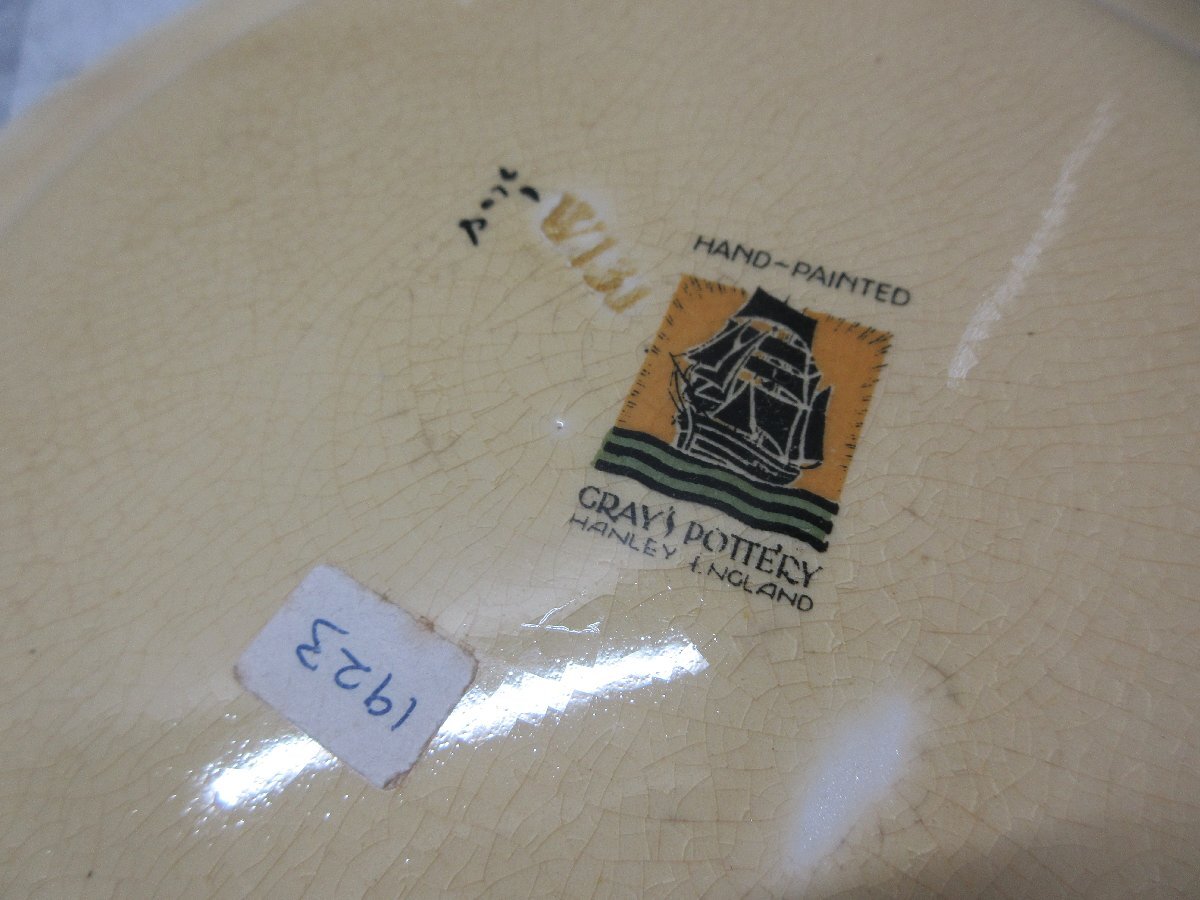 HAND-PAINTED
GRAY'S POTTERY
HANLEY ENGLAND
1923